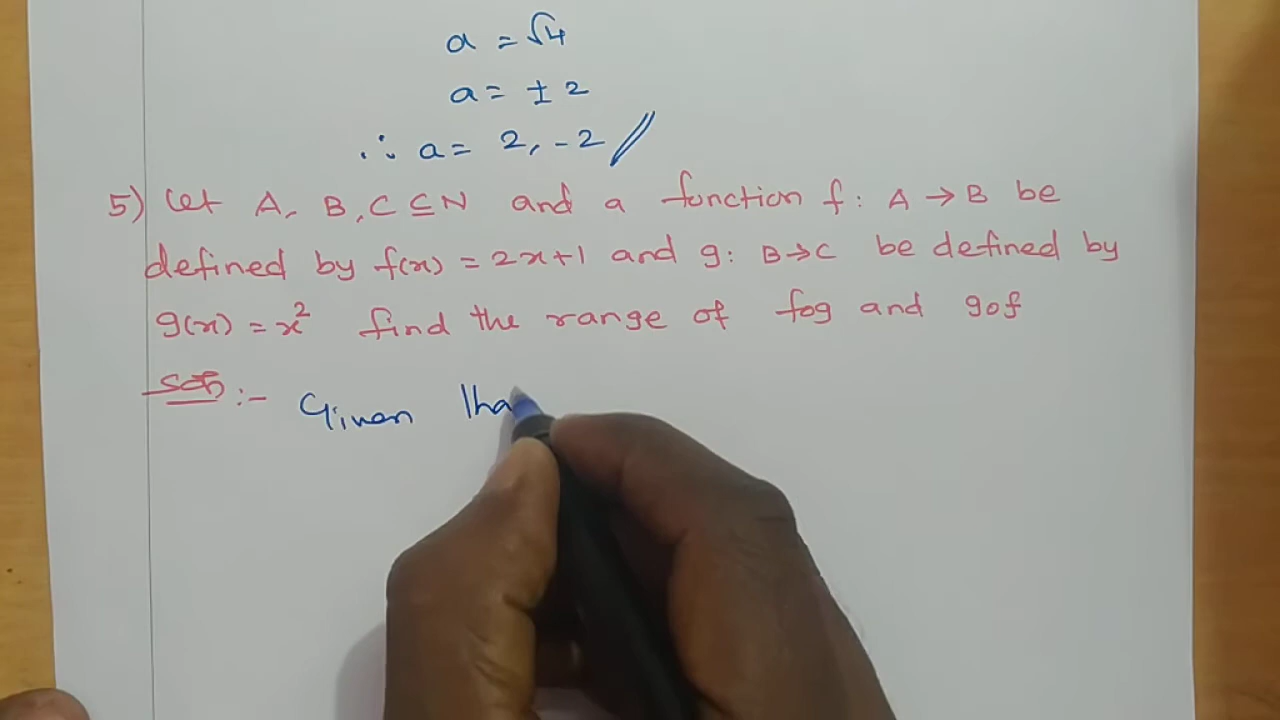 a = √4
a = ± 2
∴ a = 2, -2 //
5) Let A, B, C ⊆ N and a function f: A → B be
defined by f(x) = 2x+1 and g: B→C be defined by
g(x) = x² find the range of fog and gof
Soln :- Given tha